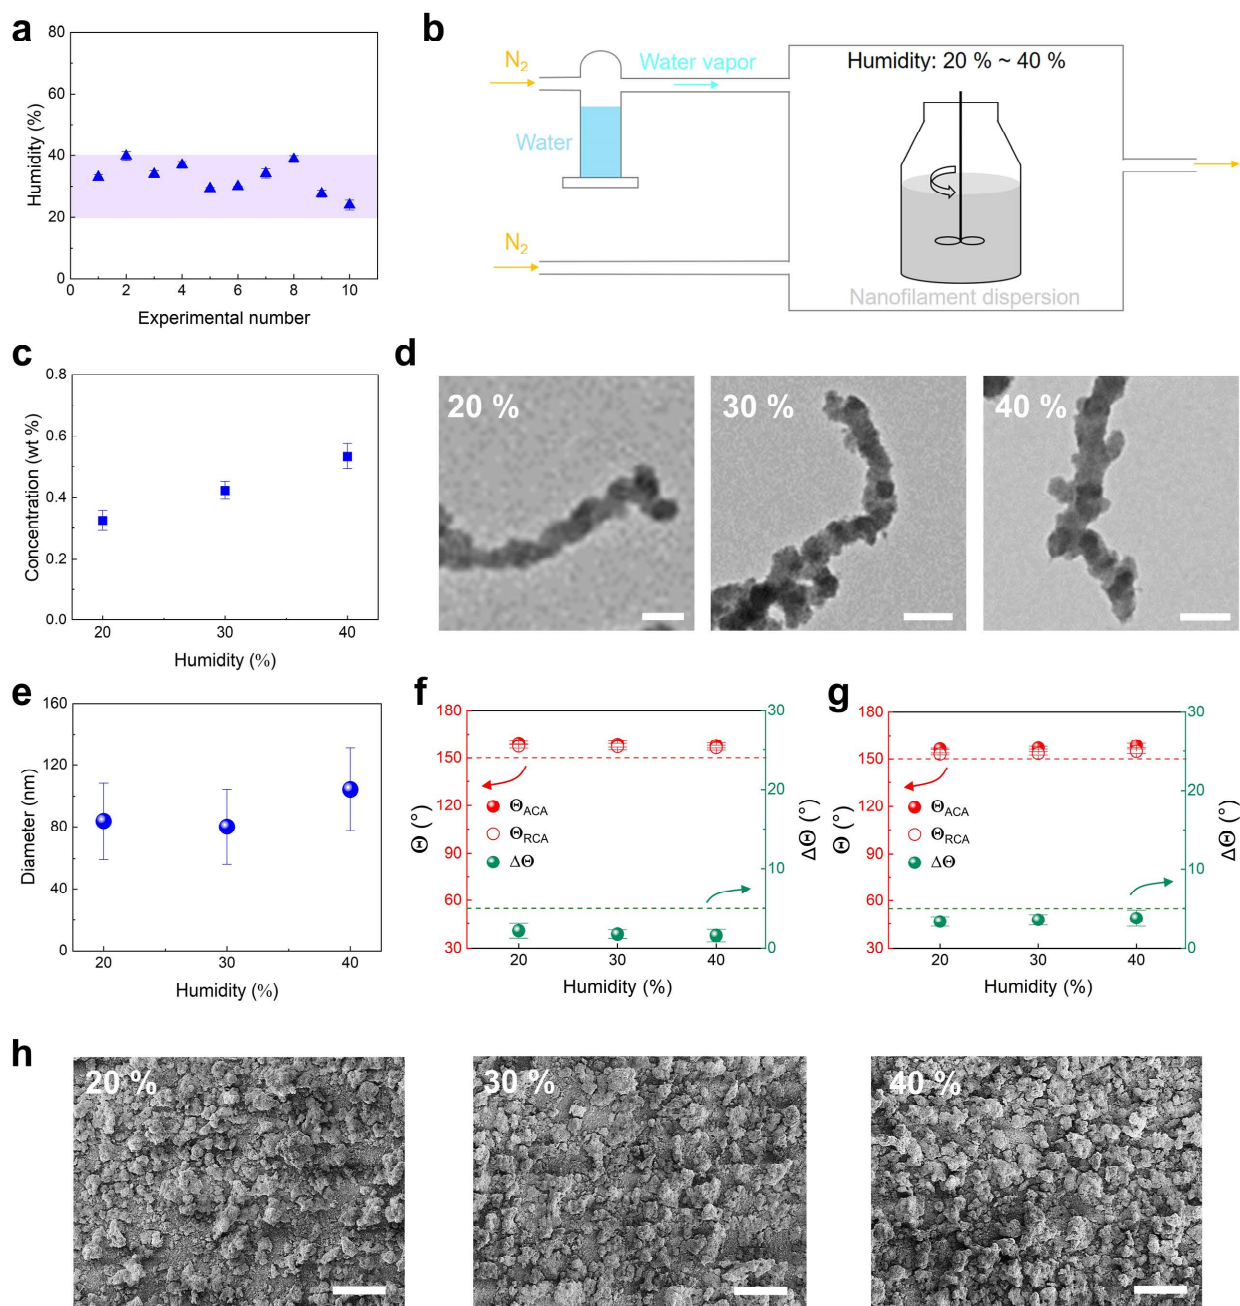 a
80
60
40
20
0
Humidity (%)
0 2 4 6 8 10
Experimental number
b
N2
Water vapor
Humidity: 20 % ~ 40 %
Water
N2
Nanofilament dispersion
c
0.8
0.6
0.4
0.2
0.0
Concentration (wt %)
20 30 40
Humidity (%)
d
20 %
30 %
40 %
e
160
120
80
40
0
Diameter (nm)
20 30 40
Humidity (%)
f
180
150
120
90
60
30
Θ (°)
ΘACA
ΘRCA
ΔΘ
30
20
10
0
ΔΘ (°)
20 30 40
Humidity (%)
g
180
150
120
90
60
30
Θ (°)
ΘACA
ΘRCA
ΔΘ
30
20
10
0
ΔΘ (°)
20 30 40
Humidity (%)
h
20 %
30 %
40 %